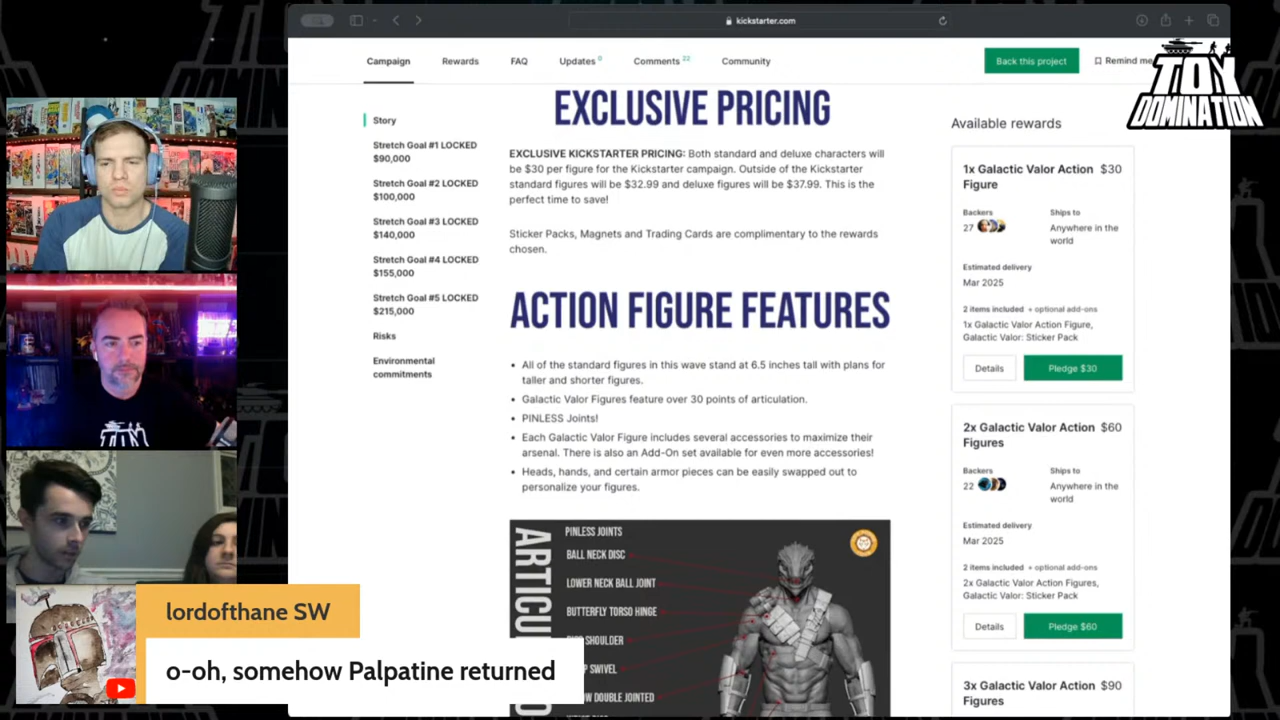 kickstarter.com
Campaign
Rewards
FAQ
Updates 0
Comments 22
Community
Back this project
Remind me
TOY
DOMINATION
Story
Stretch Goal #1 LOCKED
$90,000
Stretch Goal #2 LOCKED
$100,000
Stretch Goal #3 LOCKED
$140,000
Stretch Goal #4 LOCKED
$155,000
Stretch Goal #5 LOCKED
$215,000
Risks
Environmental
commitments
EXCLUSIVE PRICING
EXCLUSIVE KICKSTARTER PRICING: Both standard and deluxe characters will
be $30 per figure for the Kickstarter campaign. Outside of the Kickstarter
standard figures will be $32.99 and deluxe figures will be $37.99. This is the
perfect time to save!
Sticker Packs, Magnets and Trading Cards are complimentary to the rewards
chosen.
ACTION FIGURE FEATURES
• All of the standard figures in this wave stand at 6.5 inches tall with plans for
taller and shorter figures.
• Galactic Valor Figures feature over 30 points of articulation.
• PINLESS Joints!
• Each Galactic Valor Figure includes several accessories to maximize their
arsenal. There is also an Add-On set available for even more accessories!
• Heads, hands, and certain armor pieces can be easily swapped out to
personalize your figures.
PINLESS JOINTS
BALL NECK DISC
LOWER NECK BALL JOINT
BUTTERFLY TORSO HINGE
SHOULDER
SWIVEL
DOUBLE JOINTED
Available rewards
1x Galactic Valor Action $30
Figure
Backers
27
Ships to
Anywhere in the
world
Estimated delivery
Mar 2025
2 items included + optional add-ons
1x Galactic Valor Action Figure,
Galactic Valor: Sticker Pack
Details
Pledge $30
2x Galactic Valor Action $60
Figures
Backers
22
Ships to
Anywhere in the
world
Estimated delivery
Mar 2025
2 items included + optional add-ons
2x Galactic Valor Action Figures,
Galactic Valor: Sticker Pack
Details
Pledge $60
3x Galactic Valor Action $90
Figures
lordofthane SW
o-oh, somehow Palpatine returned